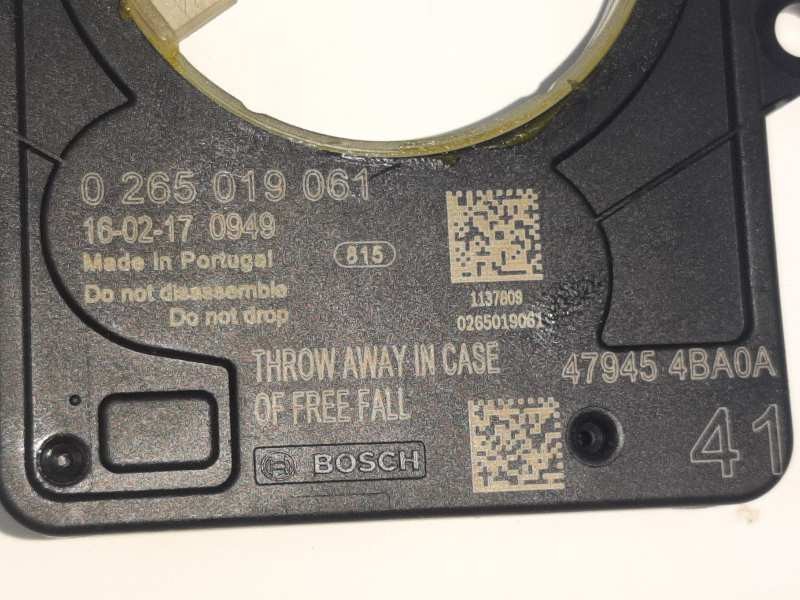 0 265 019 061
16-02-17 0949
Made in Portugal
815
Do not disassemble
Do not drop
1137809
0265019061
THROW AWAY IN CASE
OF FREE FALL
47945 4BA0A
41
BOSCH